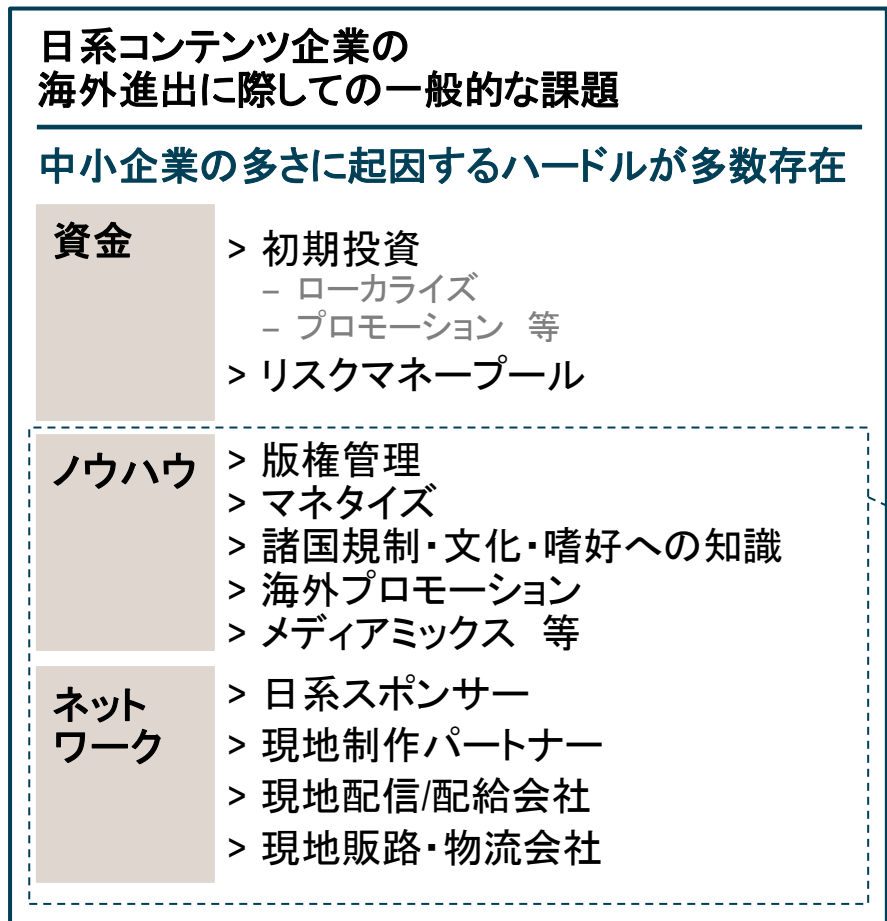 日系コンテンツ企業の
海外進出に際しての一般的な課題
中小企業の多さに起因するハードルが多数存在
資金
> 初期投資
– ローカライズ
– プロモーション 等
> リスクマネープール
ノウハウ
> 版権管理
> マネタイズ
> 諸国規制・文化・嗜好への知識
> 海外プロモーション
> メディアミックス 等
ネット
ワーク
> 日系スポンサー
> 現地制作パートナー
> 現地配信/配給会社
> 現地販路・物流会社